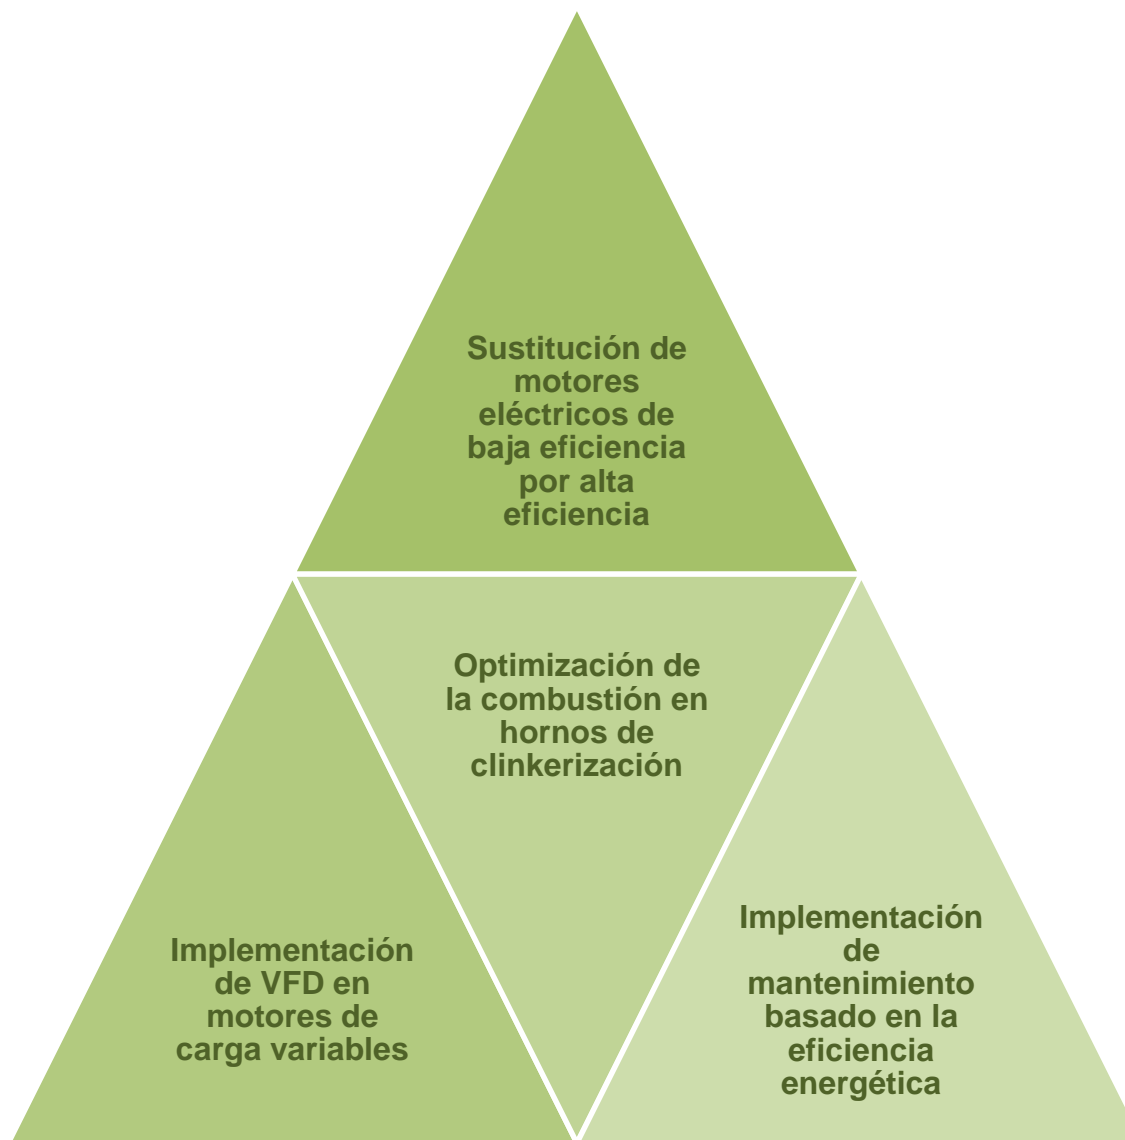 Sustitución de
motores
eléctricos de
baja eficiencia
por alta
eficiencia
Optimización de
la combustión en
hornos de
clinkerización
Implementación
de VFD en
motores de
carga variables
Implementación
de
mantenimiento
basado en la
eficiencia
energética